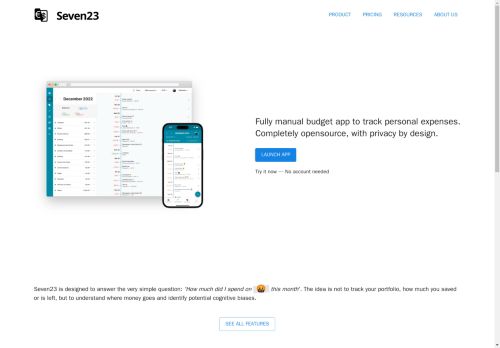 Seven23
PRODUCT PRICING RESOURCES ABOUT US
December 2022
Fully manual budget app to track personal expenses.
Completely opensource, with privacy by design.
LAUNCH APP
Try it now — No account needed
Seven23 is designed to answer the very simple question: 'How much did I spend on 🤬 this month'. The idea is not to track your portfolio, how much you saved
or is left, but to understand where money goes and identify potential cognitive biases.
SEE ALL FEATURES